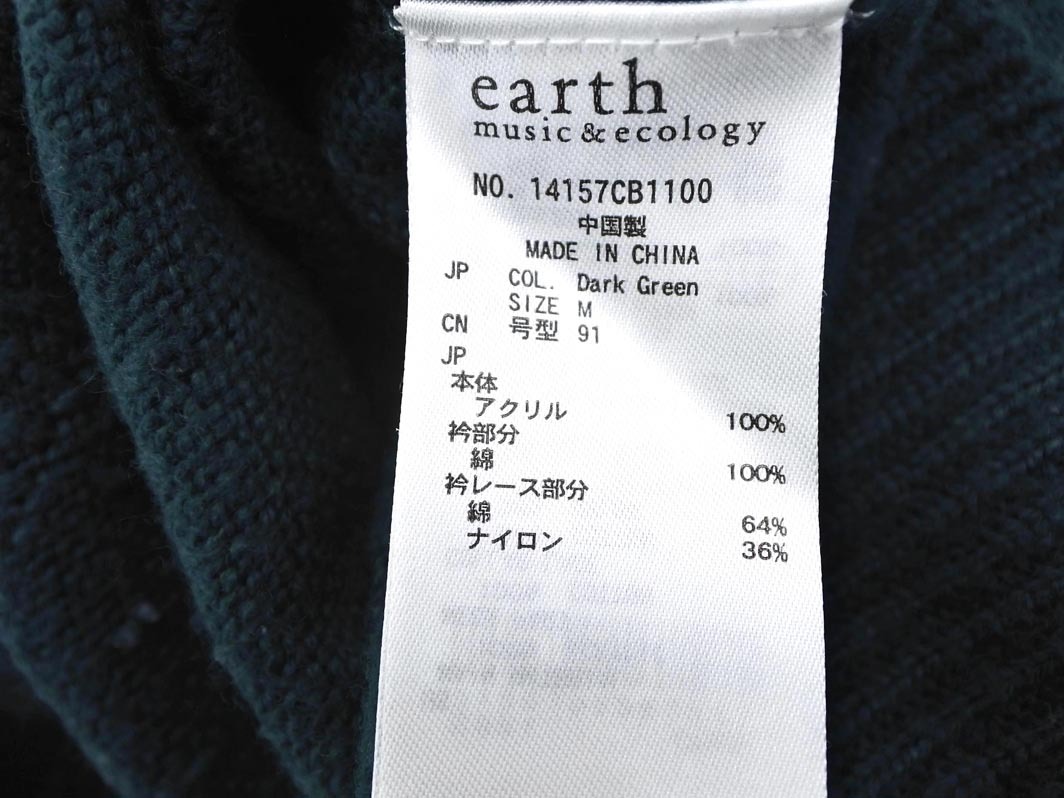 earth
music & ecology
NO. 14157CB1100
中国製
MADE IN CHINA
JP COL. Dark Green
SIZE M
CN 号型 91
JP
本体
アクリル 100%
衿部分
綿 100%
衿レース部分
綿 64%
ナイロン 36%